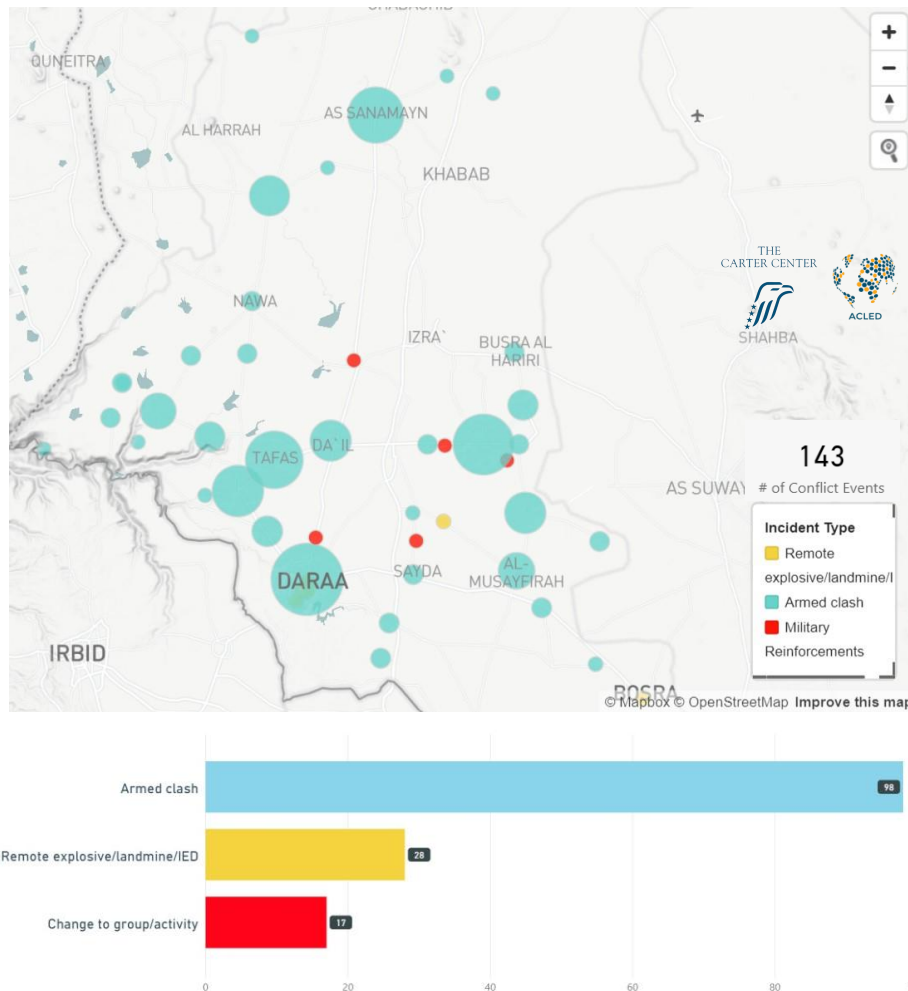 QUNEITRA
AS SANAMAYN
AL HARRAH
KHABAB
THE
CARTER CENTER
ACLED
NAWA
IZRA`
BUSRA AL
HARIRI
SHAHBA
DA`IL
TAFAS
143
# of Conflict Events
AS SUWAY
Incident Type
Remote
explosive/landmine/I
Armed clash
Military
Reinforcements
DARAA
SAYDA
AL-
MUSAYFIRAH
IRBID
BOSRA
© Mapbox © OpenStreetMap Improve this map
Armed clash
98
Remote explosive/landmine/IED
28
Change to group/activity
17
0 20 40 60 80